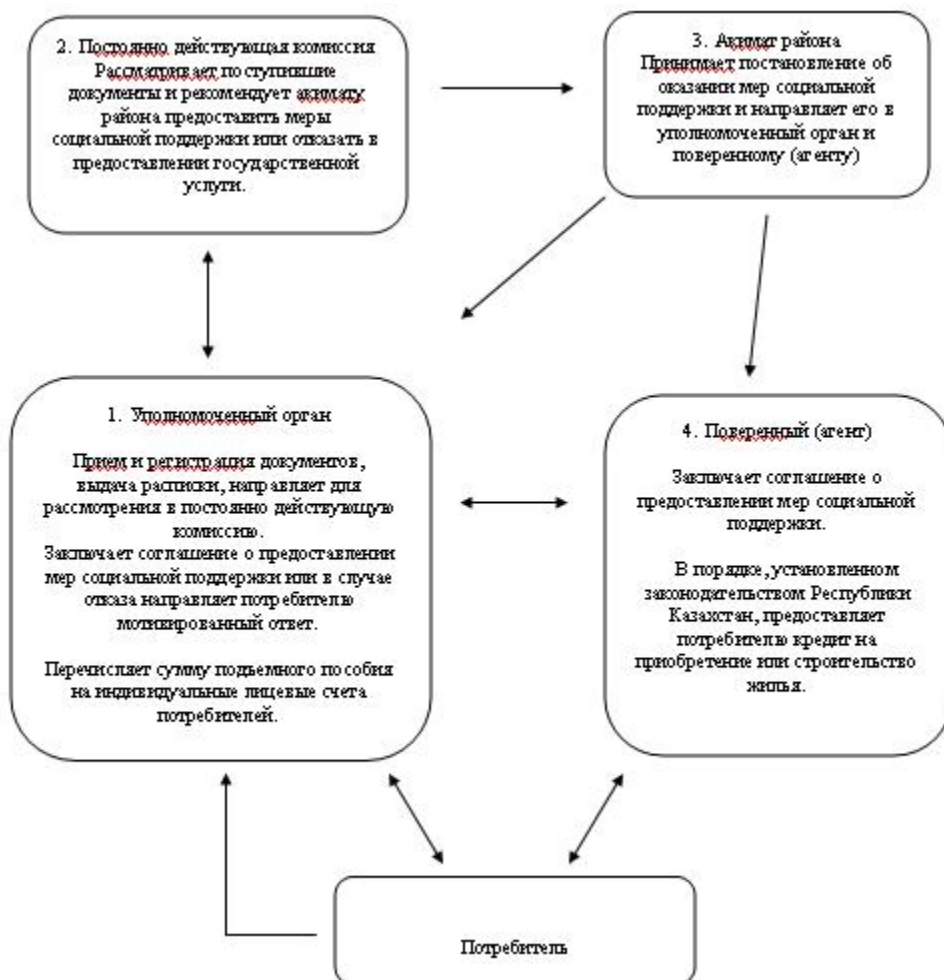 2. Постоянно действующая комиссия
Рассматривает поступившие
документы и рекомендует акимату
района предоставить меры
социальной поддержки или отказать в
предоставлении государственной
услуги.
3. Акимат района
Принимает постановление об
оказании мер социальной
поддержки и направляет его в
уполномоченный орган и
поверенному (агенту)
1. Уполномоченный орган
Прием и регистрация документов,
выдача расписки, направляет для
рассмотрения в постоянно действующую
комиссию.
Заключает соглашение о предоставлении
мер социальной поддержки или в случае
отказа направляет потребителю
мотивированный ответ.
Перечисляет сумму подъемного пособия
на индивидуальные лицевые счета
потребителей.
4. Поверенный (агент)
Заключает соглашение о
предоставлении мер социальной
поддержки.
В порядке, установленном
законодательством Республики
Казахстан, предоставляет
потребителю кредит на
приобретение или строительство
жилья.
Потребитель